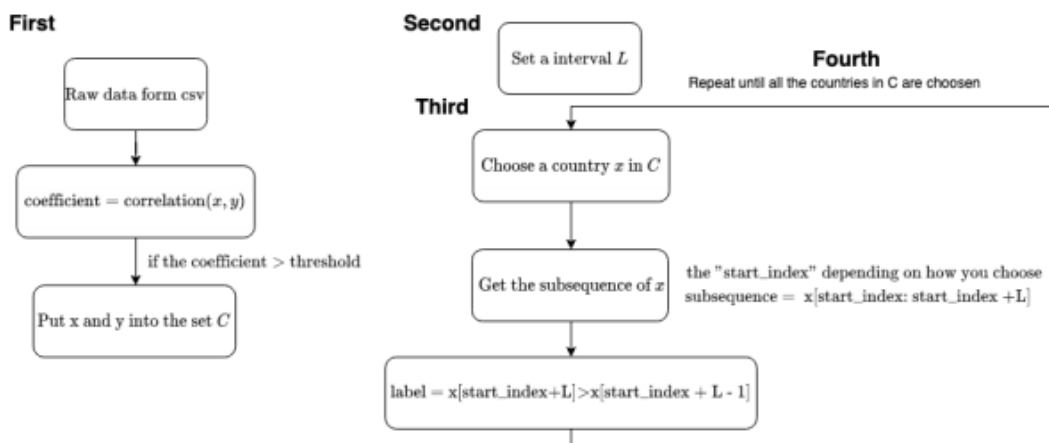 First
Raw data form csv
coefficient = correlation(x, y)
if the coefficient > threshold
Put x and y into the set C
Second
Set a interval L
Fourth
Repeat until all the countries in C are choosen
Third
Choose a country x in C
Get the subsequence of x
the "start_index" depending on how you choose
subsequence = x[start_index: start_index +L]
label = x[start_index+L]>x[start_index + L - 1]